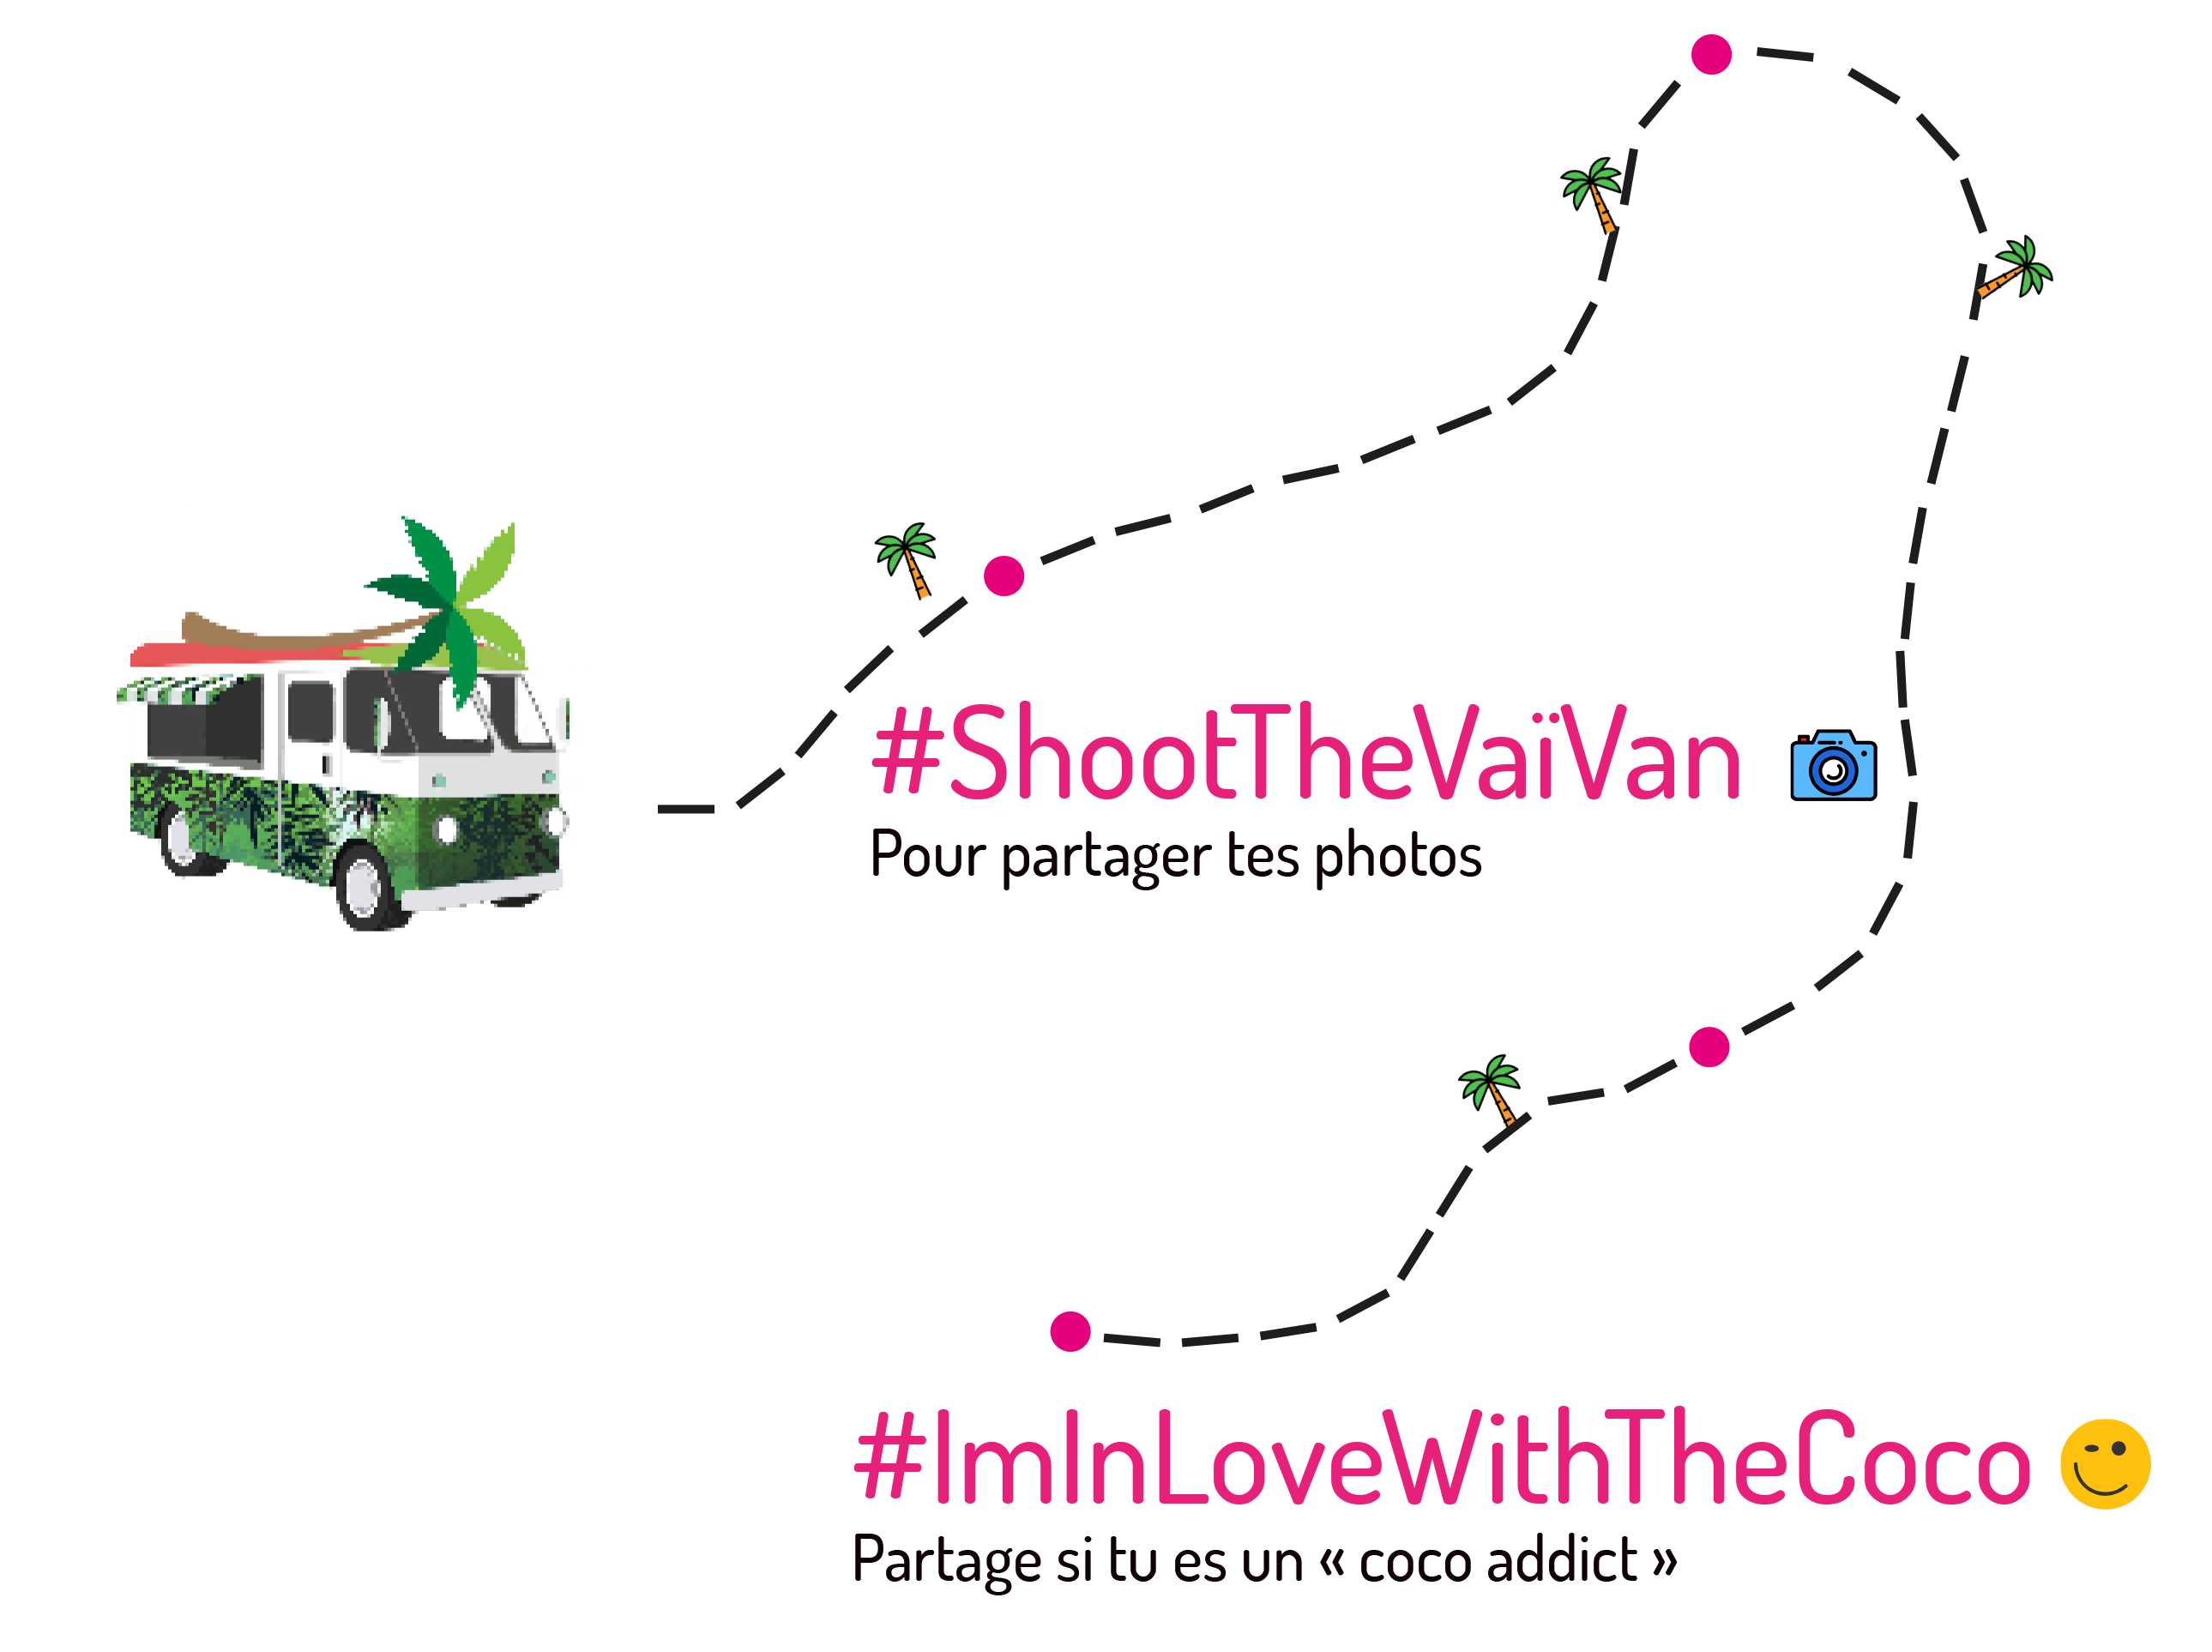 #ShootTheVaïVan
Pour partager tes photos
#ImInLoveWithTheCoco
Partage si tu es un « coco addict »